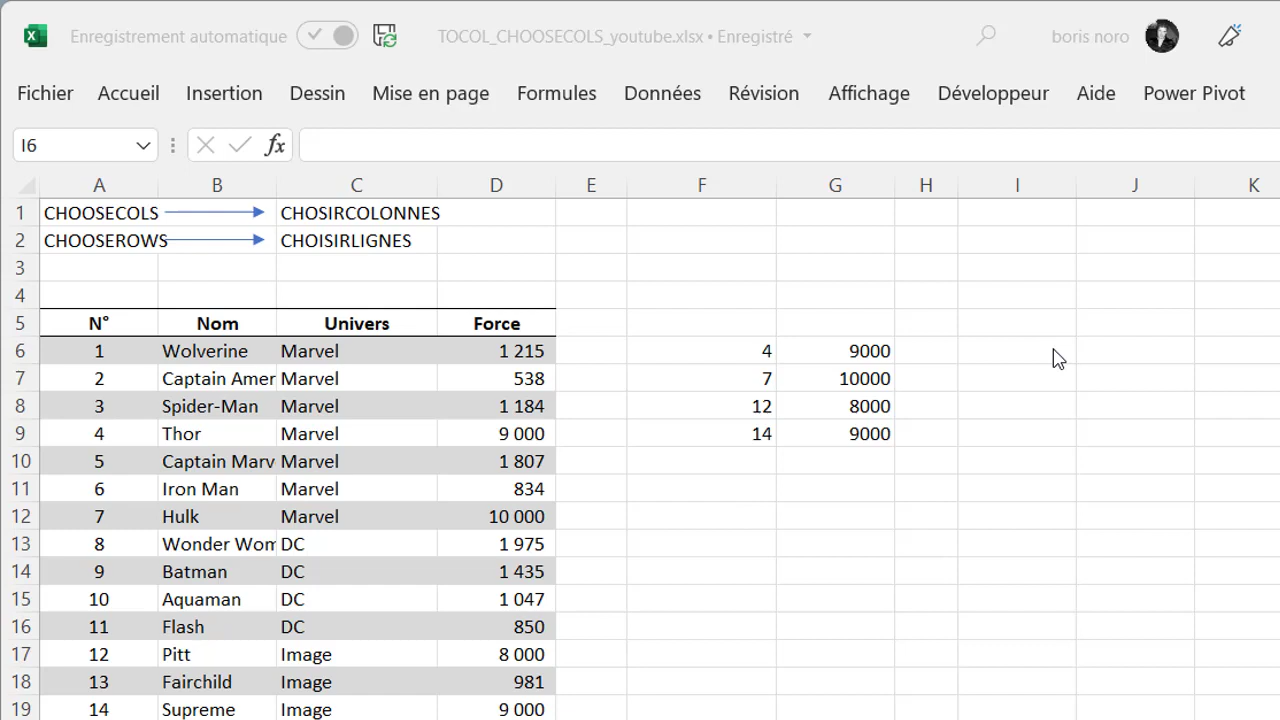 Enregistrement automatique TOCOL_CHOOSECOLS_youtube.xlsx • Enregistré boris noro
Fichier Accueil Insertion Dessin Mise en page Formules Données Révision Affichage Développeur Aide Power Pivot
I6 fx
A B C D E F G H I J K
1 CHOOSECOLS CHOSIRCOLONNES
2 CHOOSEROWS CHOISIRLIGNES
3
4
5 N° Nom Univers Force
6 1 Wolverine Marvel 1 215 4 9000
7 2 Captain Amer Marvel 538 7 10000
8 3 Spider-Man Marvel 1 184 12 8000
9 4 Thor Marvel 9 000 14 9000
10 5 Captain Marv Marvel 1 807
11 6 Iron Man Marvel 834
12 7 Hulk Marvel 10 000
13 8 Wonder Wom DC 1 975
14 9 Batman DC 1 435
15 10 Aquaman DC 1 047
16 11 Flash DC 850
17 12 Pitt Image 8 000
18 13 Fairchild Image 981
19 14 Supreme Image 9 000